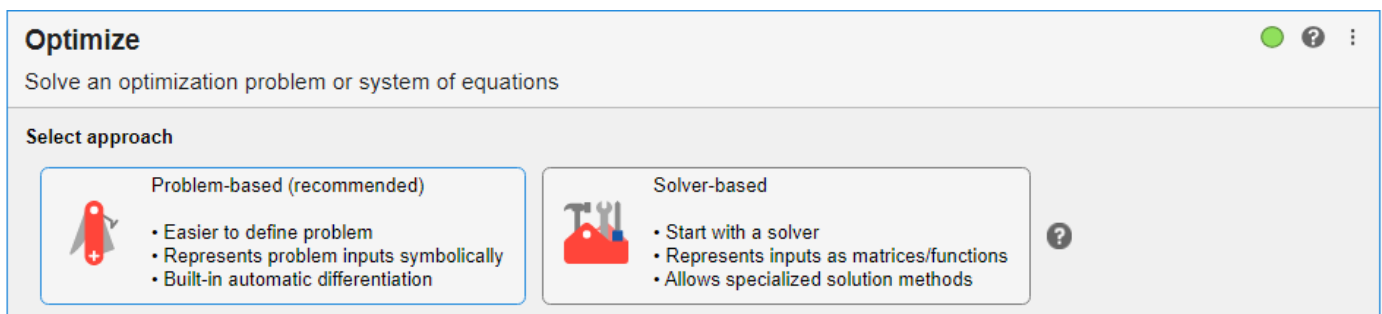 Optimize
Solve an optimization problem or system of equations
Select approach
Problem-based (recommended)
• Easier to define problem
• Represents problem inputs symbolically
• Built-in automatic differentiation
Solver-based
• Start with a solver
• Represents inputs as matrices/functions
• Allows specialized solution methods